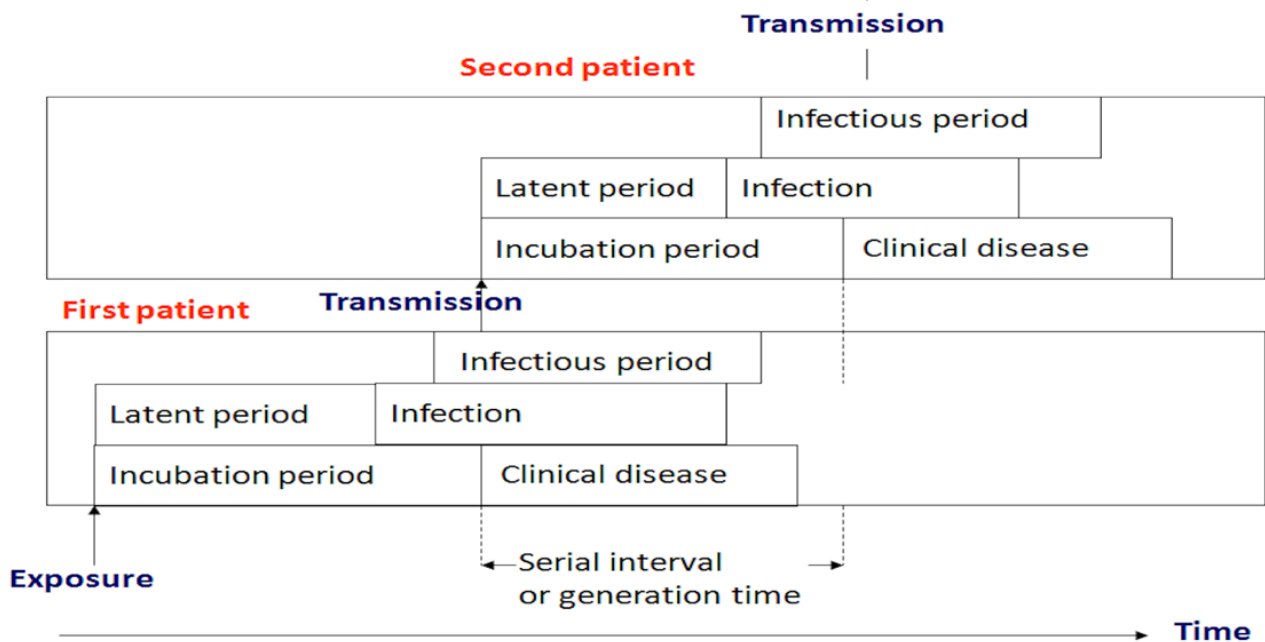 Transmission
Second patient
Infectious period
Latent period
Infection
Incubation period
Clinical disease
Transmission
First patient
Infectious period
Latent period
Infection
Incubation period
Clinical disease
Exposure
Serial interval
or generation time
Time